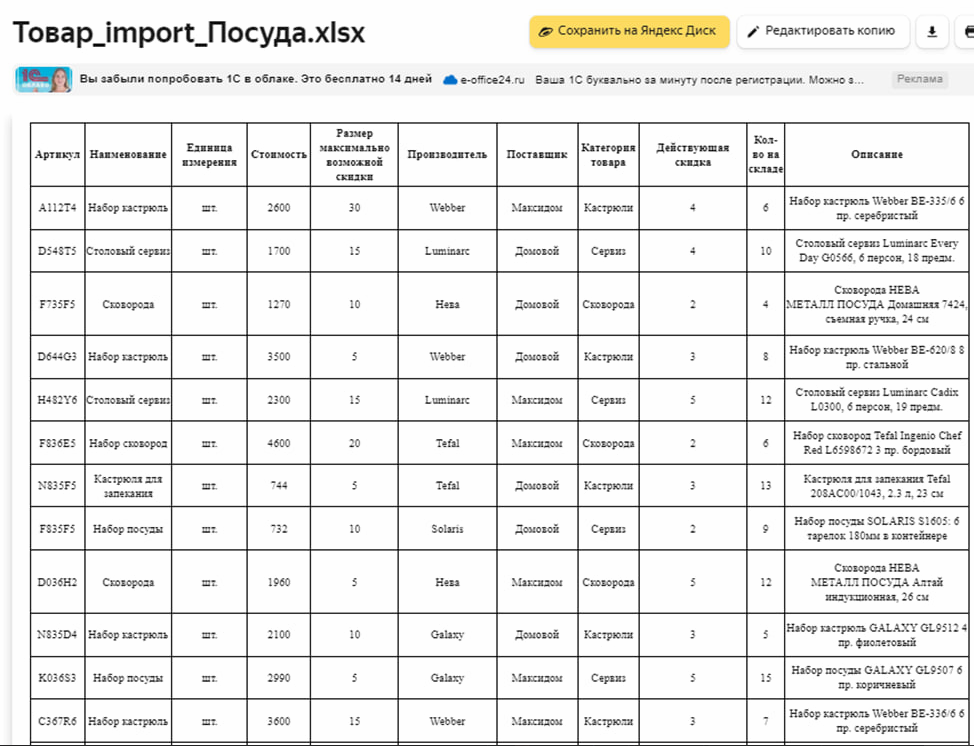 Товар_import_Посуда.xlsx
Сохранить на Яндекс Диск
Редактировать копию
1С
ОБЛАКО
Вы забыли попробовать 1С в облаке. Это бесплатно 14 дней
e-office24.ru
Ваша 1С буквально за минуту после регистрации. Можно з...
Реклама
Артикул Наименование Единица измерения Стоимость Размер максимально возможной скидки Производитель Поставщик Категория товара Действующая скидка Кол-во на складе Описание
A112T4 Набор кастрюль шт. 2600 30 Webber Максидом Кастрюли 4 6 Набор кастрюль Webber BE-335/6 6 пр. серебристый
D548T5 Столовый сервиз шт. 1700 15 Luminarc Домовой Сервиз 4 10 Столовый сервиз Luminarc Every Day G0566, 6 персон, 18 предм.
F735F5 Сковорода шт. 1270 10 Нева Домовой Сковорода 2 4 Сковорода НЕВА МЕТАЛЛ ПОСУДА Домашняя 7424, съемная ручка, 24 см
D644G3 Набор кастрюль шт. 3500 5 Webber Домовой Кастрюли 3 8 Набор кастрюль Webber BE-620/8 8 пр. стальной
H482Y6 Столовый сервиз шт. 2300 15 Luminarc Максидом Сервиз 5 12 Столовый сервиз Luminarc Cadix L0300, 6 персон, 19 предм.
F836E5 Набор сковород шт. 4600 20 Tefal Максидом Сковорода 2 6 Набор сковород Tefal Ingenio Chef Red L6598672 3 пр. бордовый
N835F5 Кастрюля для запекания шт. 744 5 Tefal Домовой Кастрюли 3 13 Кастрюля для запекания Tefal 208AC00/1043, 2.3 л, 23 см
F835F5 Набор посуды шт. 732 10 Solaris Домовой Сервиз 2 9 Набор посуды SOLARIS S1605: 6 тарелок 180мм в контейнере
D036H2 Сковорода шт. 1960 5 Нева Максидом Сковорода 5 12 Сковорода НЕВА МЕТАЛЛ ПОСУДА Алтай индукционная, 26 см
N835D4 Набор кастрюль шт. 2100 10 Galaxy Домовой Кастрюли 3 5 Набор кастрюль GALAXY GL9512 4 пр. фиолетовый
K036S3 Набор посуды шт. 2990 5 Galaxy Максидом Сервиз 5 15 Набор посуды GALAXY GL9507 6 пр. коричневый
C367R6 Набор кастрюль шт. 3600 15 Webber Максидом Кастрюли 3 7 Набор кастрюль Webber BE-336/6 6 пр. серебристый